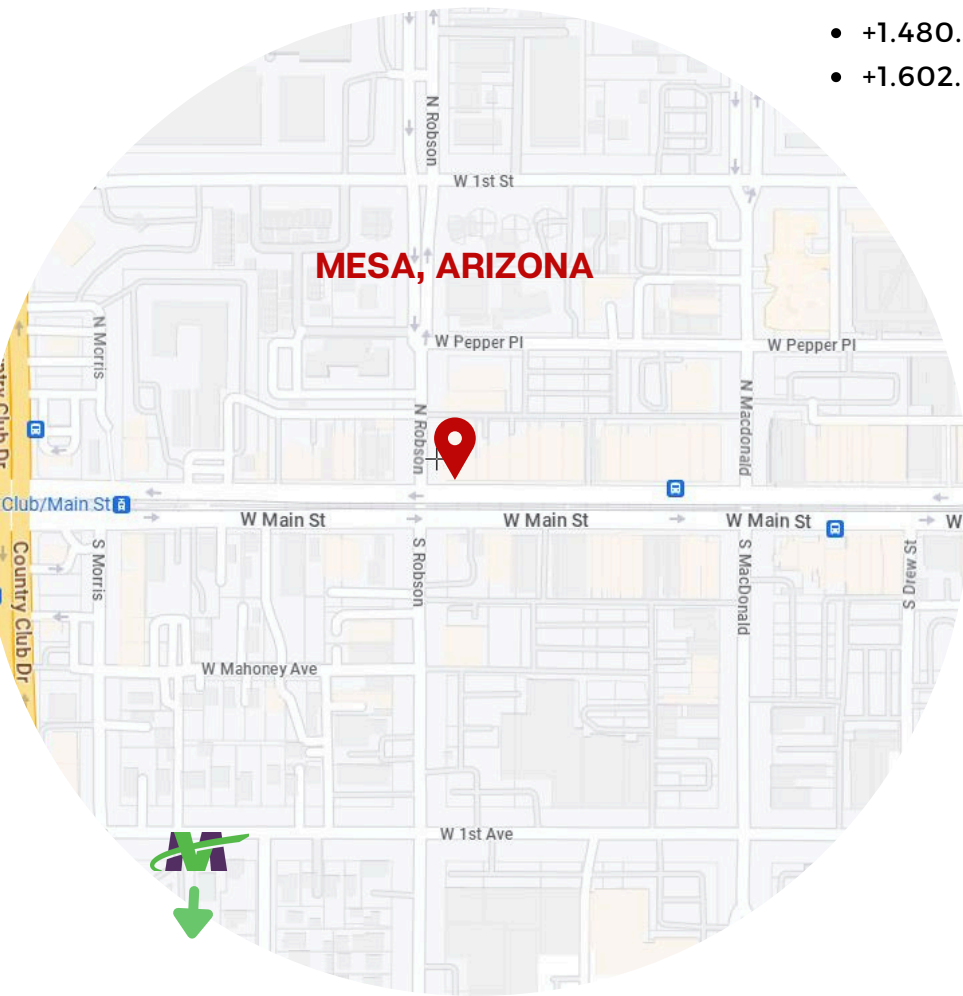 +1.480.
+1.602.
N Robson
W 1st St
MESA, ARIZONA
N Morris
W Pepper Pl
W Pepper Pl
N Robson
N Macdonald
Club/Main St
W Main St
W Main St
W Main St
W
Country Club Dr
S Morris
S Robson
S MacDonald
S Drew St
W Mahoney Ave
W 1st Ave